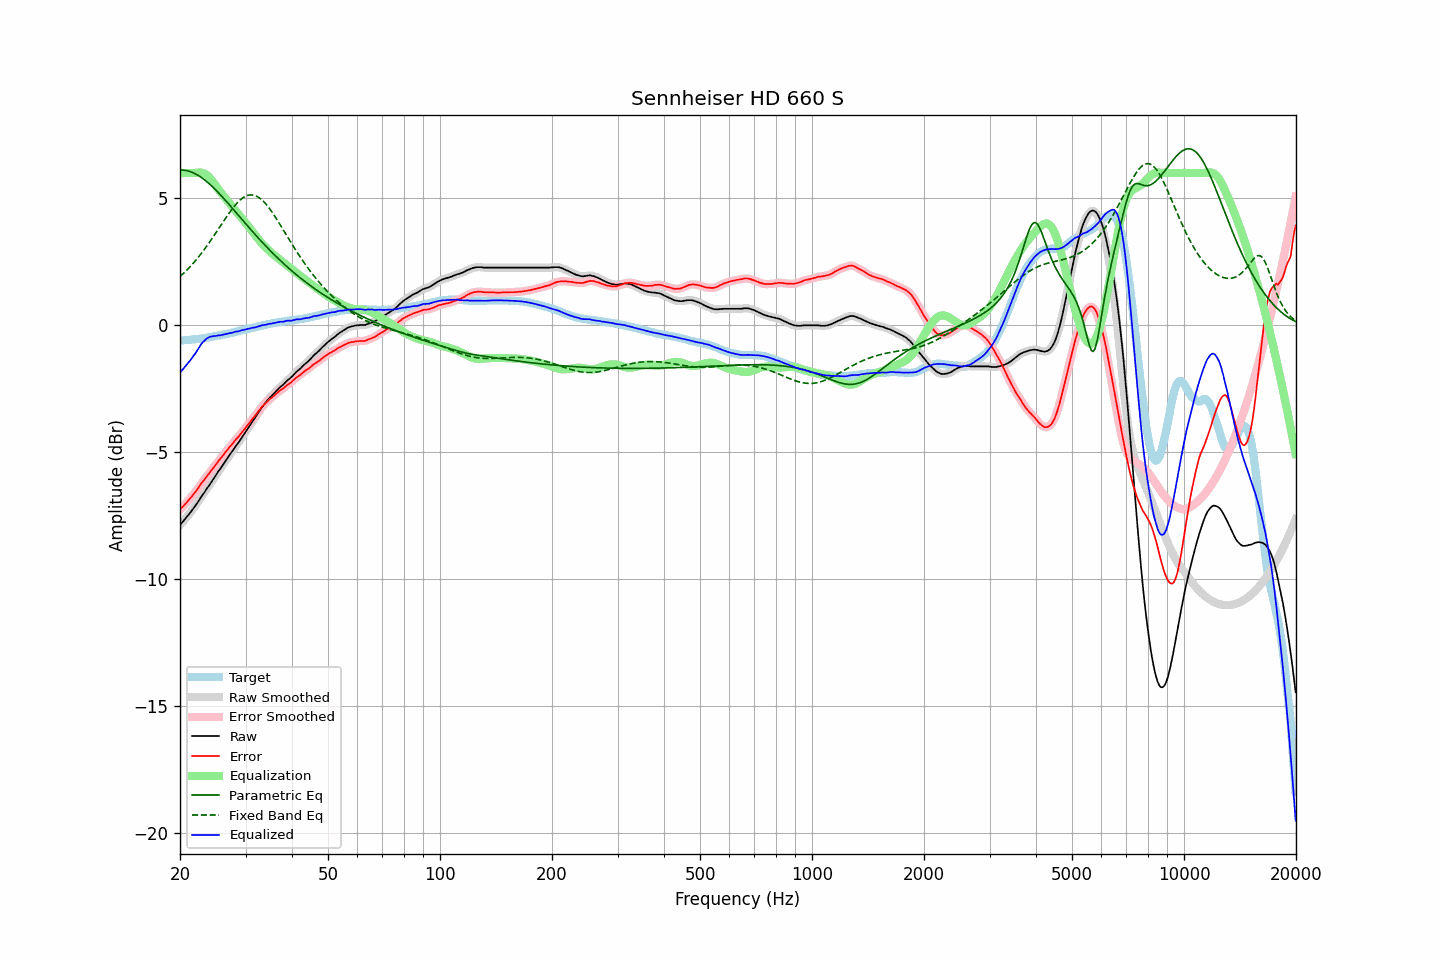 Sennheiser HD 660 S
Amplitude (dBr)
5
0
−5
−10
−15
−20
Target
Raw Smoothed
Error Smoothed
Raw
Error
Equalization
Parametric Eq
Fixed Band Eq
Equalized
20 50 100 200 500 1000 2000 5000 10000 20000
Frequency (Hz)